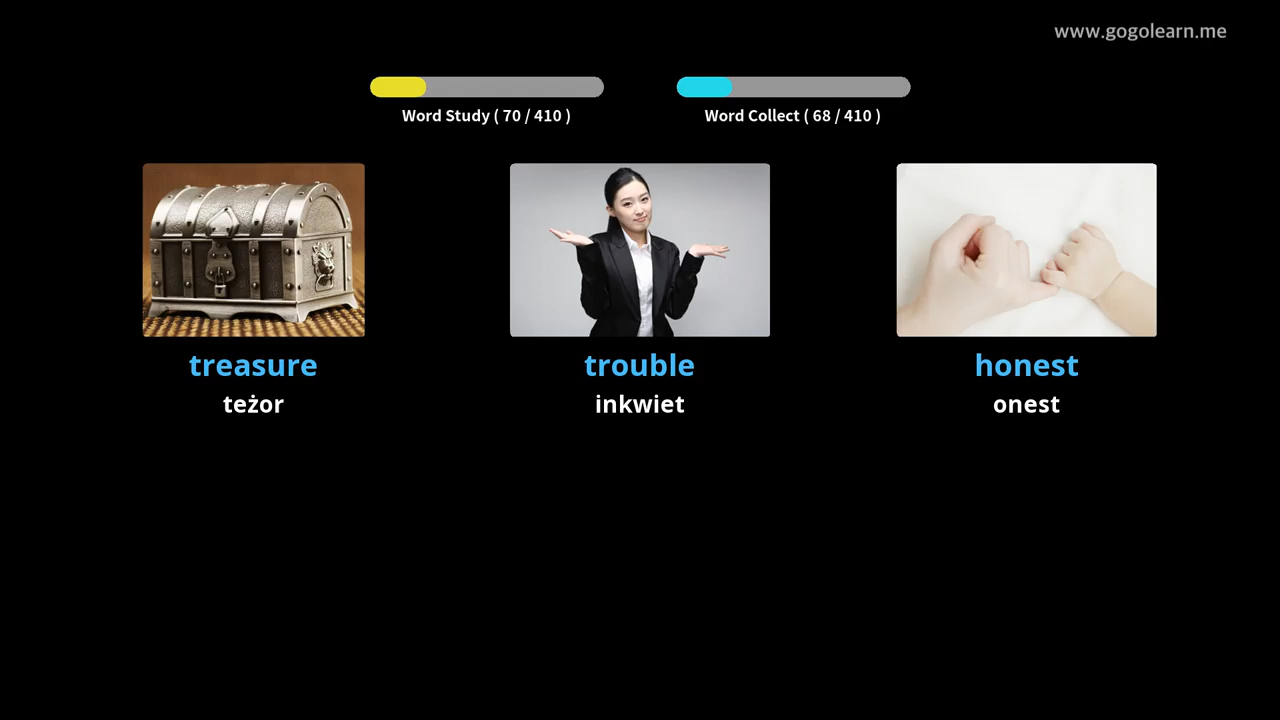 www.gogolearn.me
Word Study ( 70 / 410 )
Word Collect ( 68 / 410 )
treasure
teżor
trouble
inkwiet
honest
onest